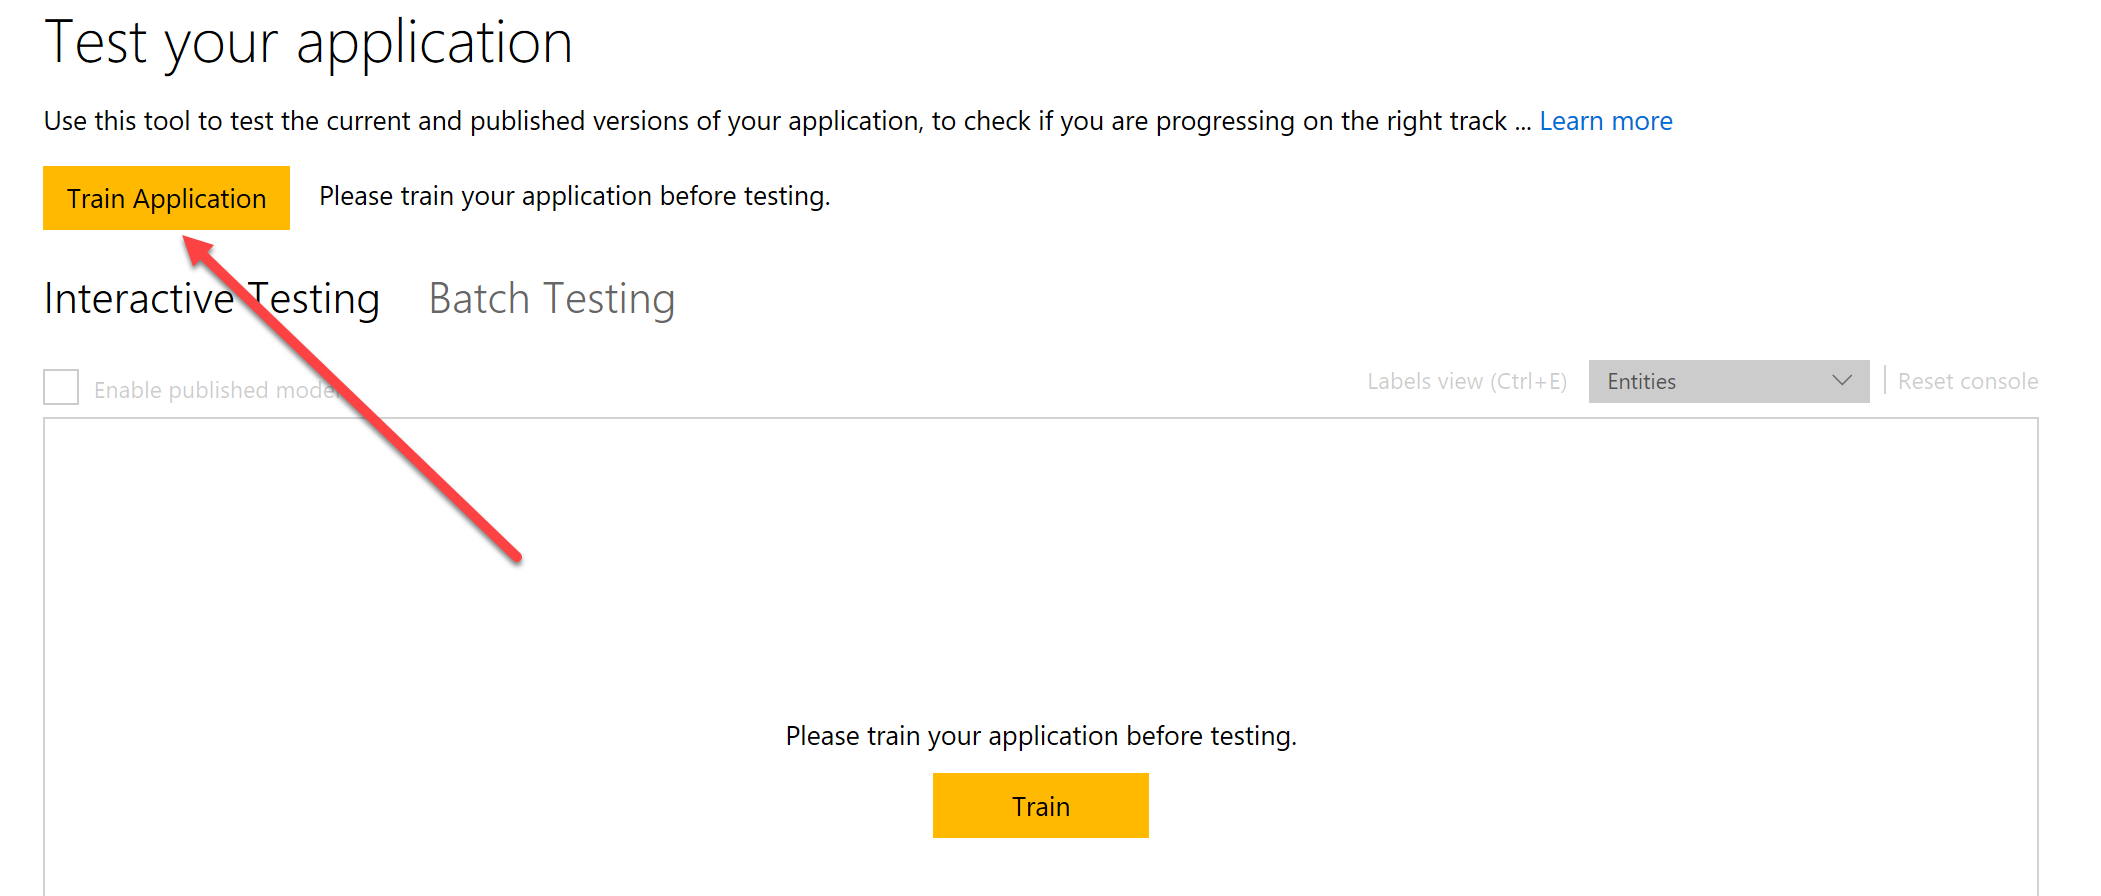 Test your application
Use this tool to test the current and published versions of your application, to check if you are progressing on the right track ... Learn more
Train Application Please train your application before testing.
Interactive Testing Batch Testing
Enable published model Labels view (Ctrl+E) Entities Reset console
Please train your application before testing.
Train